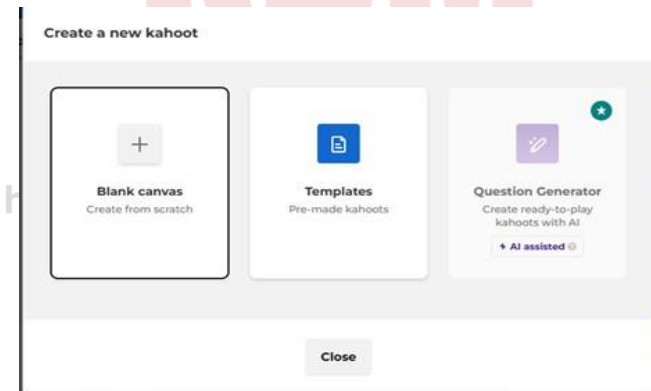 Create a new kahoot
Blank canvas
Create from scratch
Templates
Pre-made kahoots
Question Generator
Create ready-to-play
kahoots with AI
AI assisted
Close